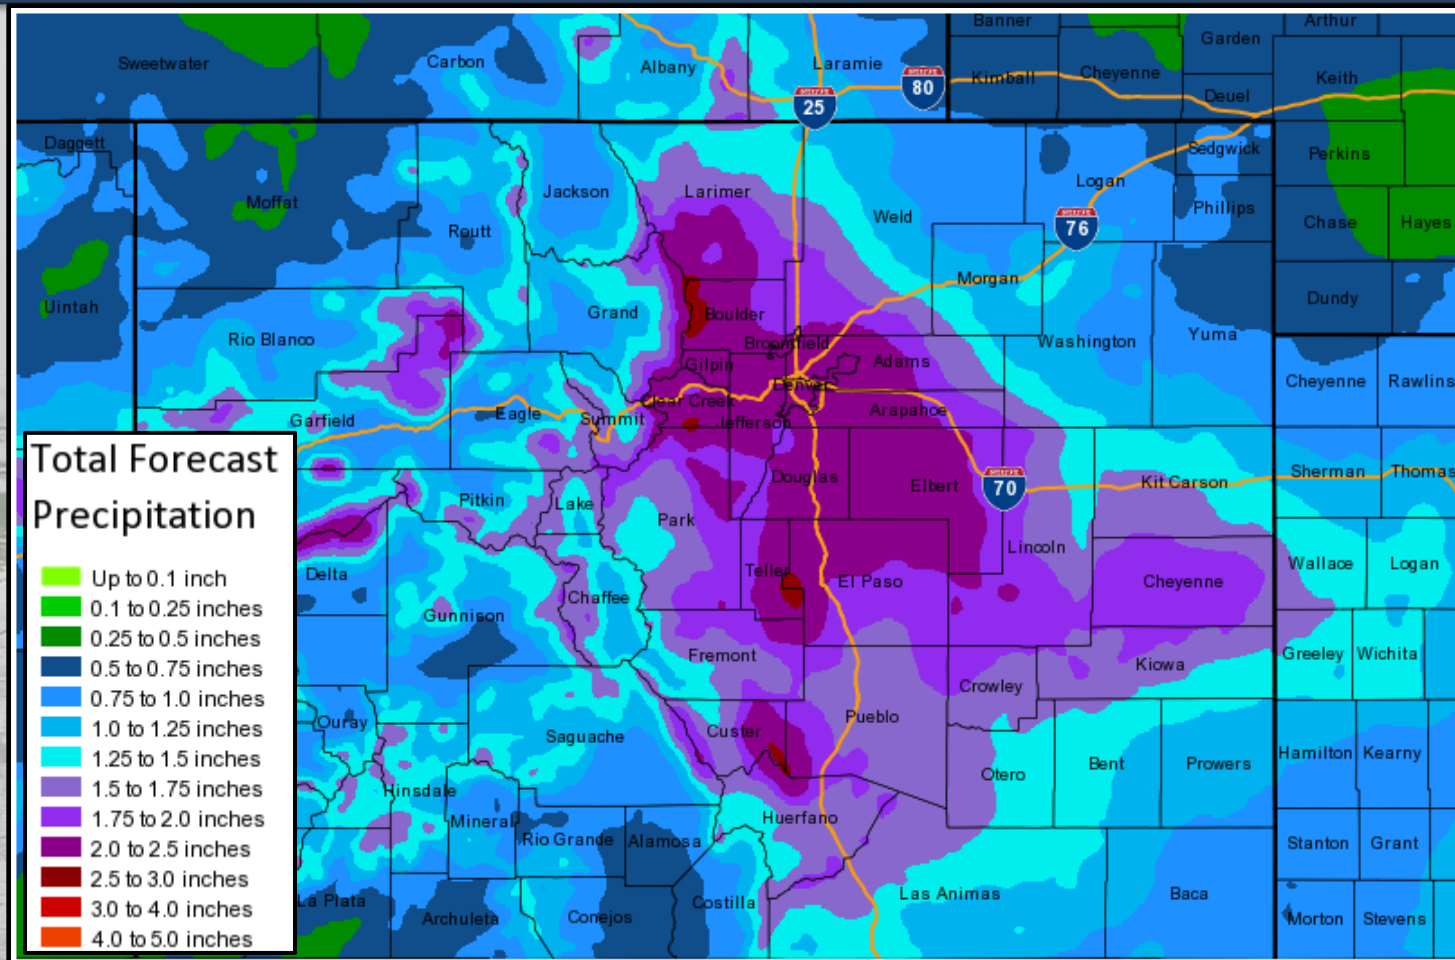 Banner
Arthur
Garden
Sweetwater
Carbon
Albany
Laramie
Kimball
Cheyenne
Keith
INTERSTATE
80
Deuel
INTERSTATE
25
Daggett
Sedgwick
Perkins
Moffat
Jackson
Larimer
Logan
Phillips
Weld
Chase
Hayes
Routt
INTERSTATE
76
Morgan
Uintah
Dundy
Grand
Boulder
Rio Blanco
Broomfield
Washington
Yuma
Gilpin
Adams
Cheyenne
Rawlins
Denver
Clear Creek
Garfield
Eagle
Summit
Jefferson
Arapahoe
Total Forecast
Precipitation
Up to 0.1 inch
0.1 to 0.25 inches
0.25 to 0.5 inches
0.5 to 0.75 inches
0.75 to 1.0 inches
1.0 to 1.25 inches
1.25 to 1.5 inches
1.5 to 1.75 inches
1.75 to 2.0 inches
2.0 to 2.5 inches
2.5 to 3.0 inches
3.0 to 4.0 inches
4.0 to 5.0 inches
Douglas
Elbert
INTERSTATE
70
Kit Carson
Sherman
Thomas
Pitkin
Lake
Park
Lincoln
Delta
Teller
El Paso
Cheyenne
Wallace
Logan
Chaffee
Gunnison
Fremont
Kiowa
Greeley
Wichita
Crowley
Ouray
Saguache
Custer
Pueblo
Otero
Bent
Prowers
Hamilton
Kearny
Hinsdale
Mineral
Rio Grande
Alamosa
Huerfano
Stanton
Grant
La Plata
Archuleta
Conejos
Costilla
Las Animas
Baca
Morton
Stevens